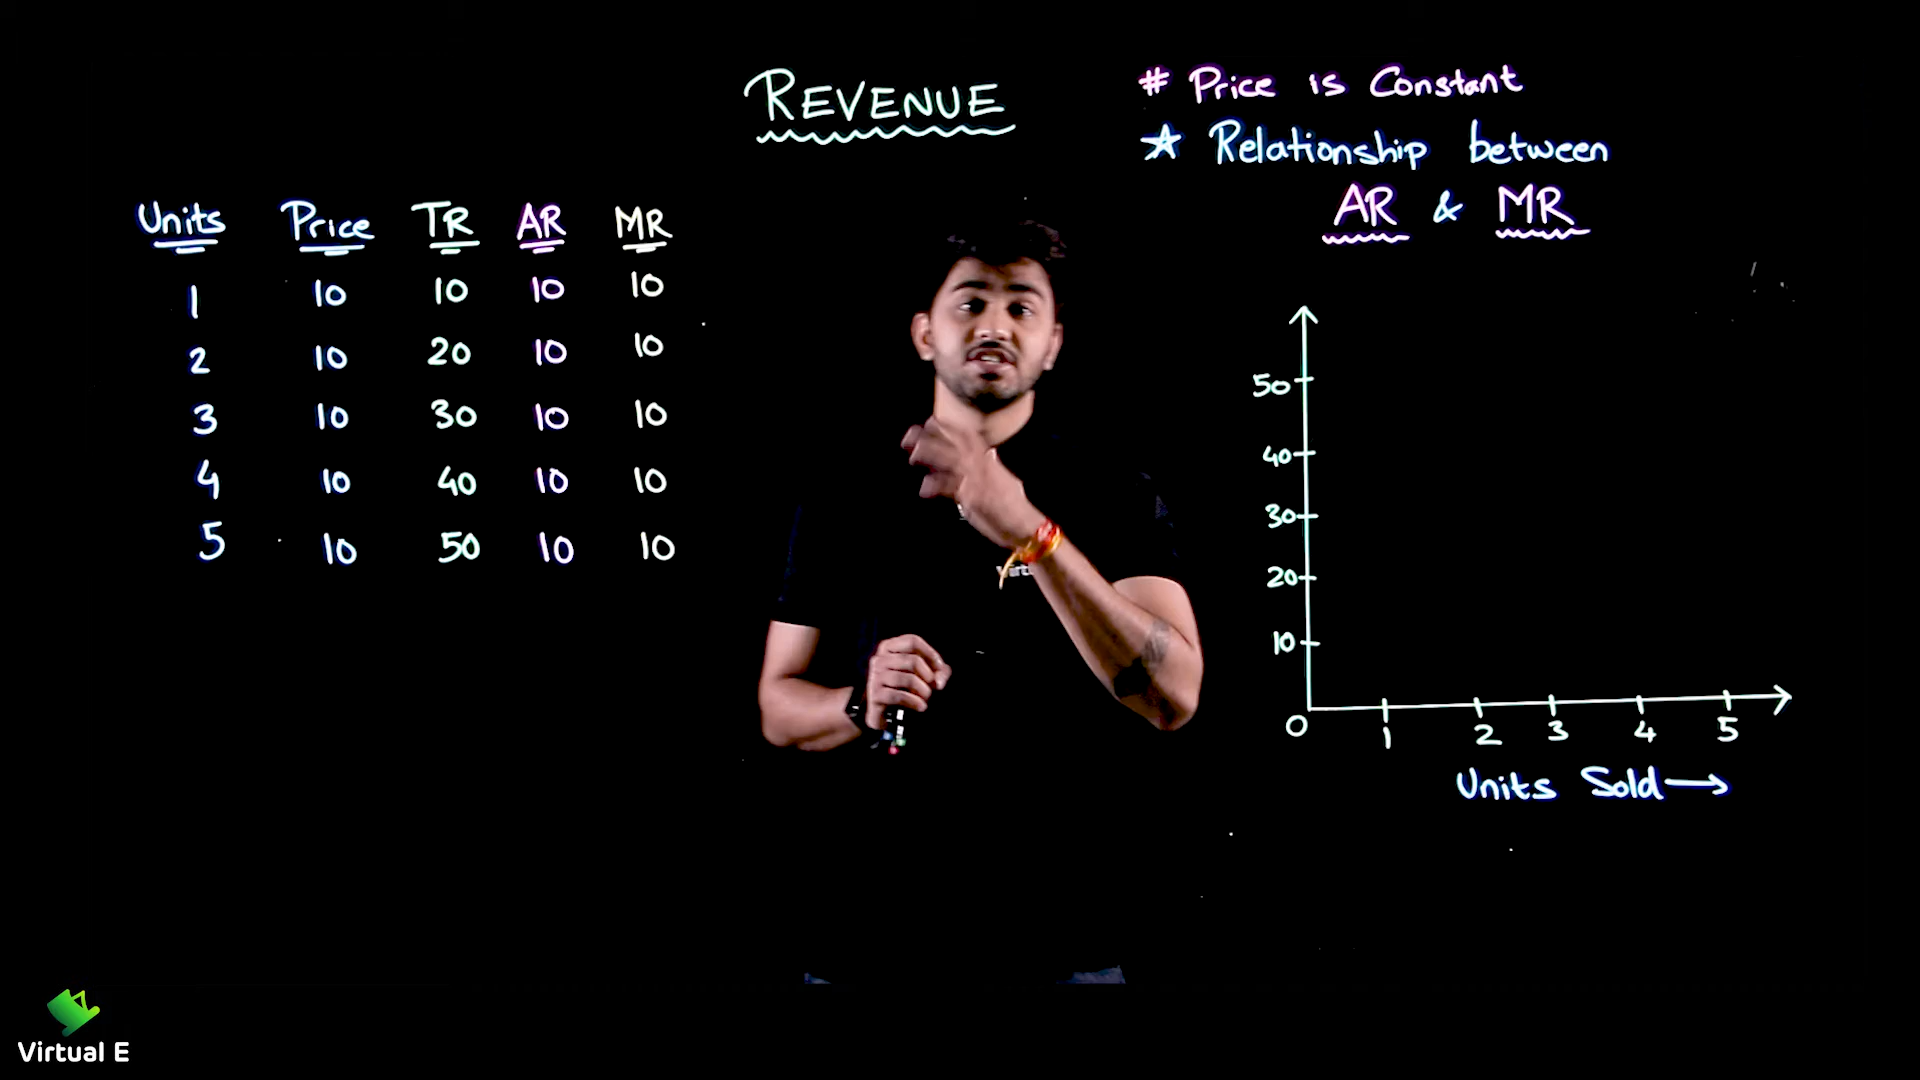 REVENUE
# Price is Constant
☆ Relationship between
AR & MR
Units Price TR AR MR
1 10 10 10 10
2 10 20 10 10
3 10 30 10 10
4 10 40 10 10
5 10 50 10 10
50
40
30
20
10
0 1 2 3 4 5
Units Sold →
Virtual E